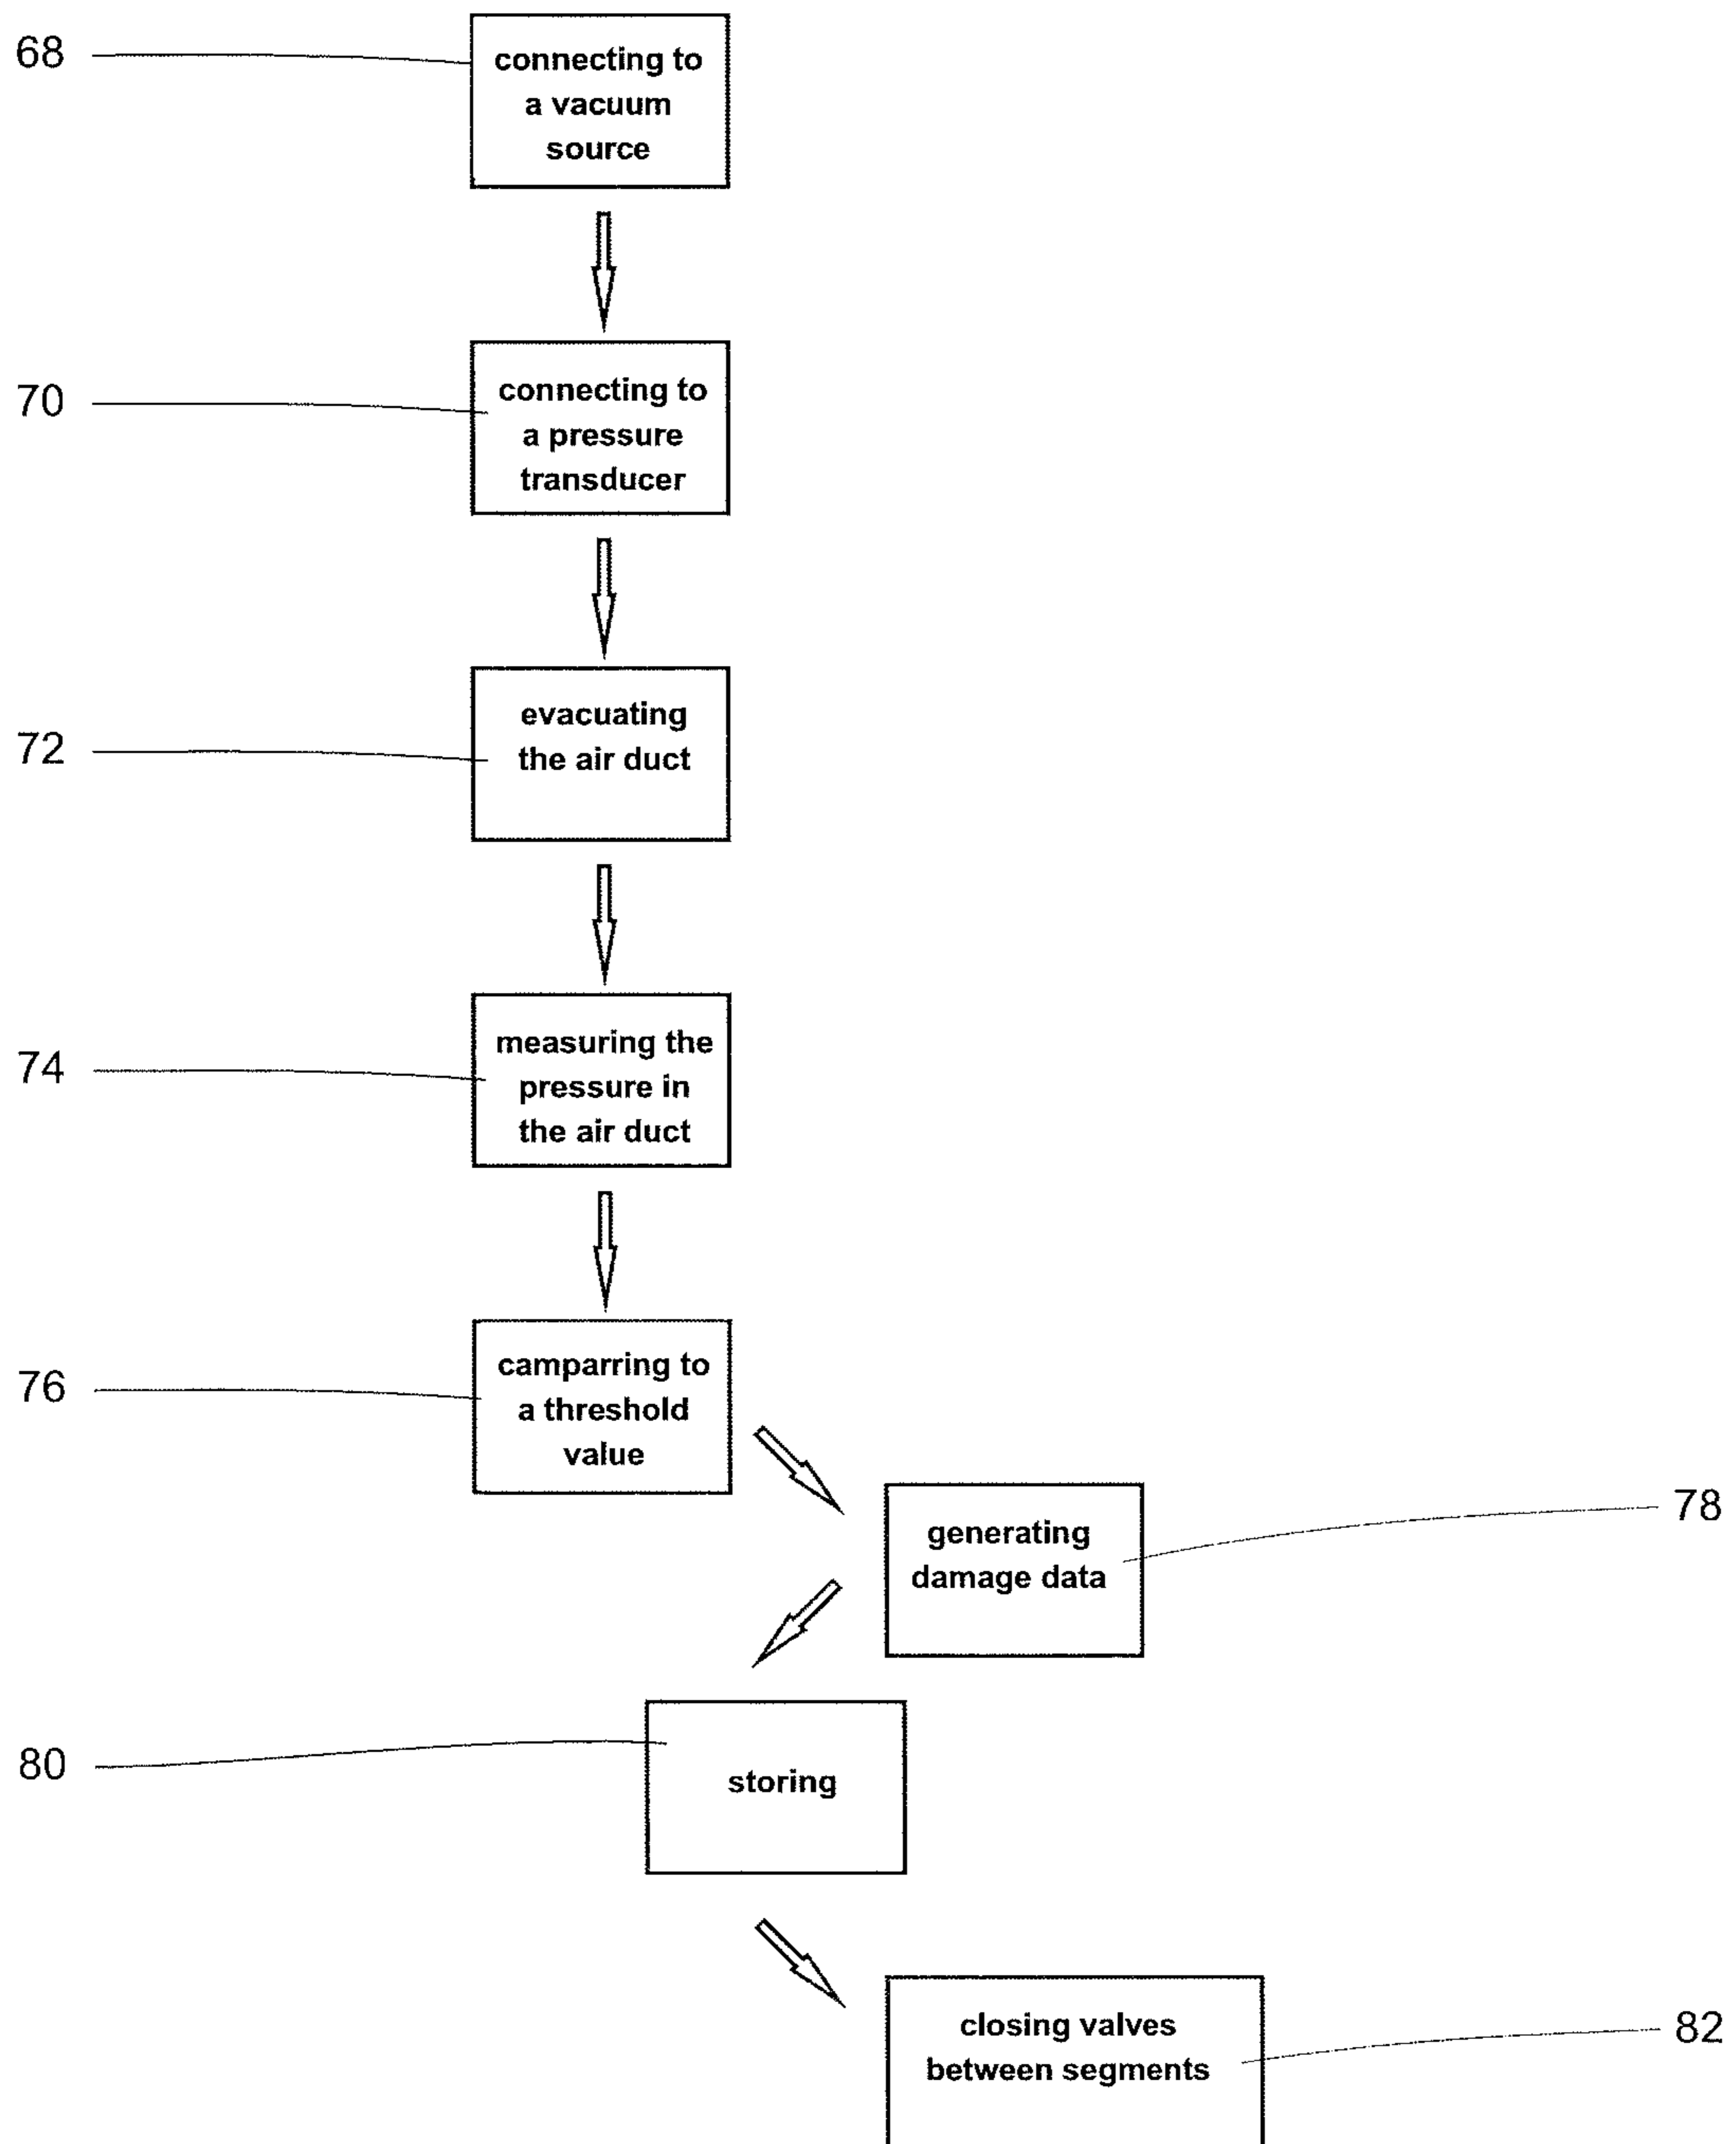 68
connecting to
a vacuum
source
70
connecting to
a pressure
transducer
72
evacuating
the air duct
74
measuring the
pressure in
the air duct
76
camparring to
a threshold
value
78
generating
damage data
80
storing
82
closing valves
between segments